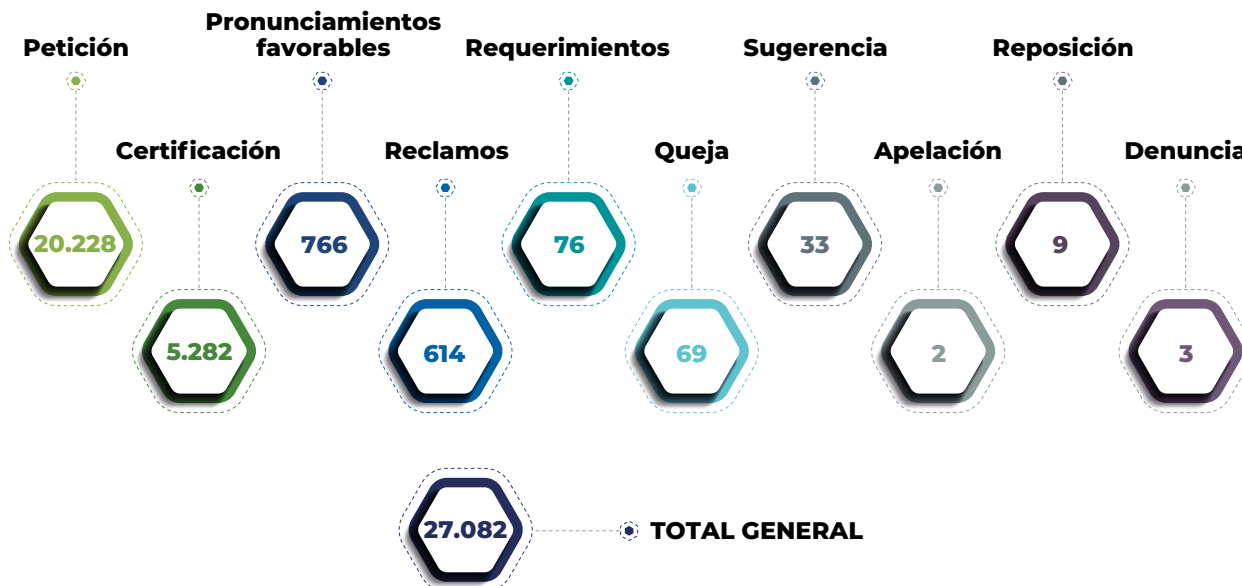 Petición
Pronunciamientos
favorables
Requerimientos
Sugerencia
Reposición
Certificación
Reclamos
Queja
Apelación
Denuncia
20.228
766
76
33
9
5.282
614
69
2
3
27.082
TOTAL GENERAL